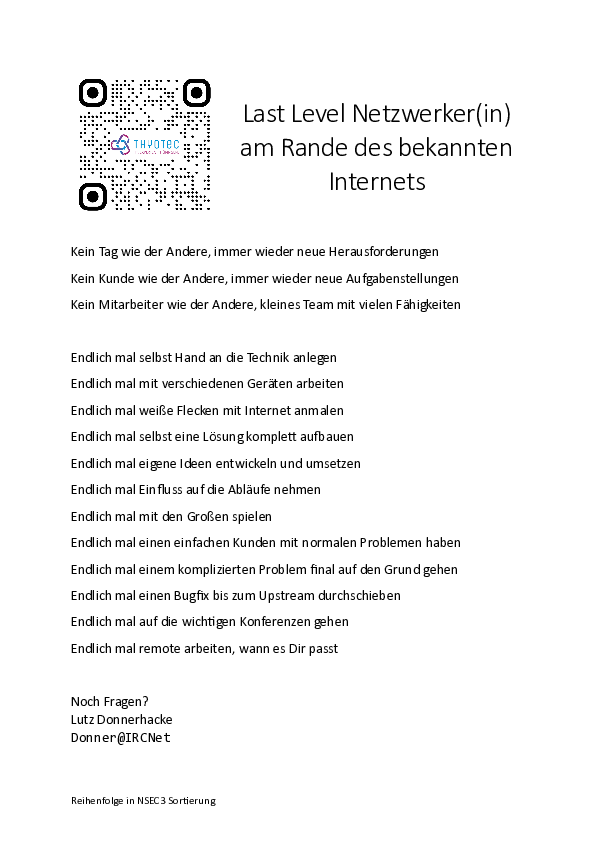 THYOTEC
Last Level Netzwerker(in)
am Rande des bekannten
Internets
Kein Tag wie der Andere, immer wieder neue Herausforderungen
Kein Kunde wie der Andere, immer wieder neue Aufgabenstellungen
Kein Mitarbeiter wie der Andere, kleines Team mit vielen Fähigkeiten
Endlich mal selbst Hand an die Technik anlegen
Endlich mal mit verschiedenen Geräten arbeiten
Endlich mal weiße Flecken mit Internet anmalen
Endlich mal selbst eine Lösung komplett aufbauen
Endlich mal eigene Ideen entwickeln und umsetzen
Endlich mal Einfluss auf die Abläufe nehmen
Endlich mal mit den Großen spielen
Endlich mal einen einfachen Kunden mit normalen Problemen haben
Endlich mal einem komplizierten Problem final auf den Grund gehen
Endlich mal einen Bugfix bis zum Upstream durchschieben
Endlich mal auf die wichtigen Konferenzen gehen
Endlich mal remote arbeiten, wann es Dir passt
Noch Fragen?
Lutz Donnerhacke
Donner@IRCNet
Reihenfolge in NSEC3 Sortierung